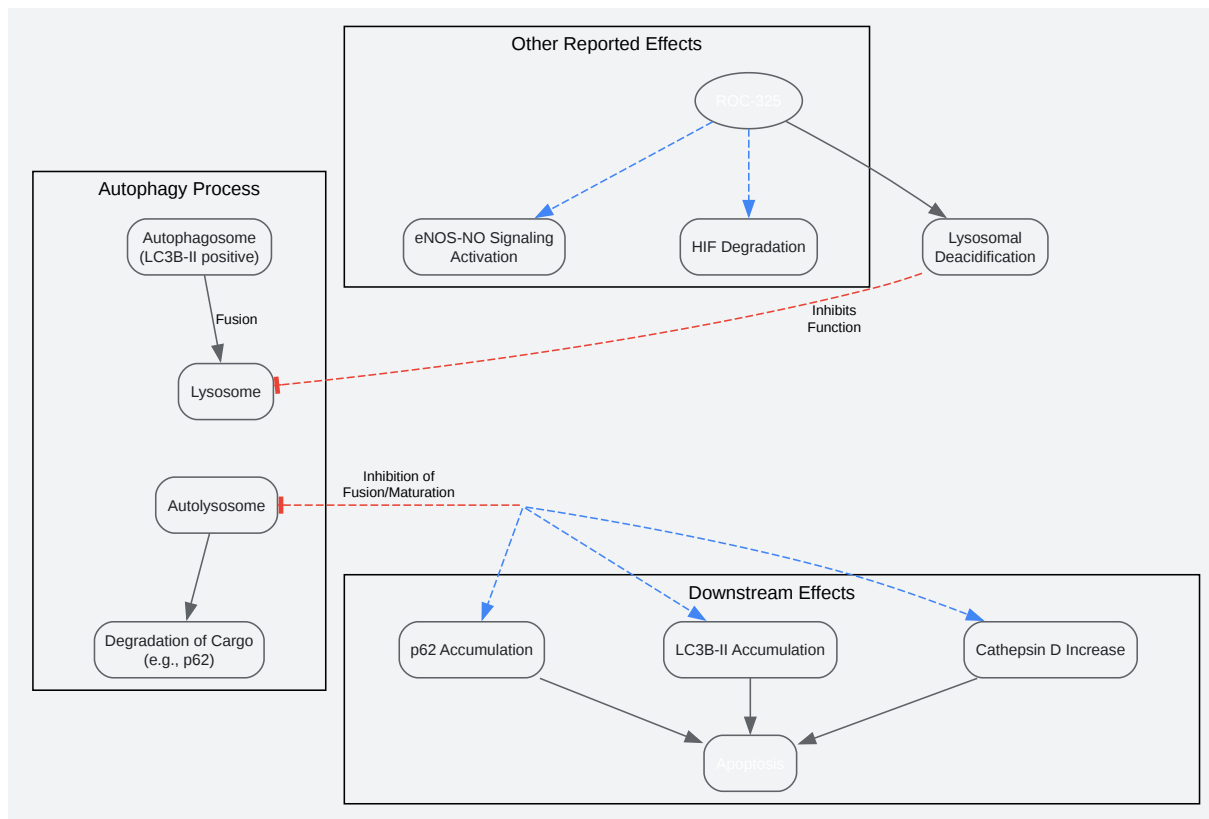 Other Reported Effects
ROC-325
Autophagy Process
Autophagosome
(LC3B-II positive)
eNOS-NO Signaling
Activation
HIF Degradation
Lysosomal
Deacidification
Fusion
Inhibits
Function
Lysosome
Inhibition of
Fusion/Maturation
Autolysosome
Downstream Effects
Degradation of Cargo
(e.g., p62)
p62 Accumulation
LC3B-II Accumulation
Cathepsin D Increase
Apoptosis